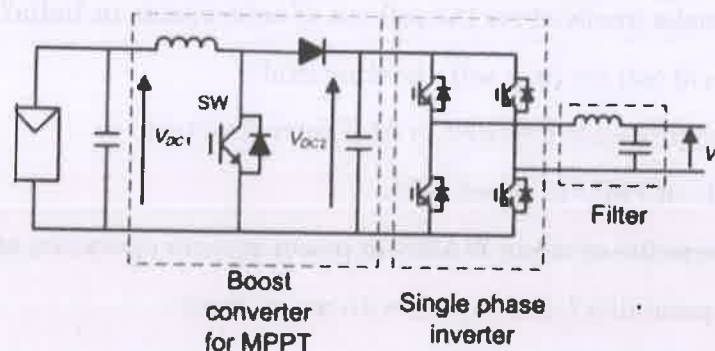 SW
V_DC1
V_DC2
V
Filter
Boost
converter
for MPPT
Single phase
inverter